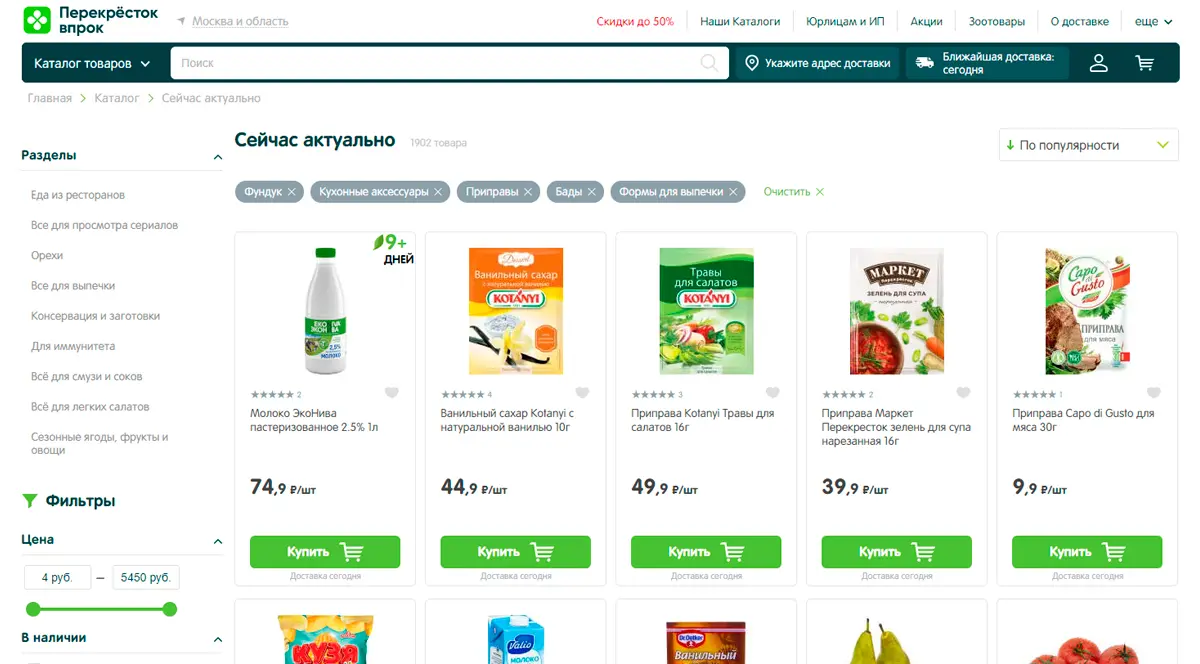 Перекрёсток
впрок
Москва и область
Скидки до 50%
Наши Каталоги
Юрлицам и ИП
Акции
Зоотовары
О доставке
еще
Каталог товаров
Поиск
Укажите адрес доставки
Ближайшая доставка:
сегодня
Главная > Каталог > Сейчас актуально
Разделы
Еда из ресторанов
Все для просмотра сериалов
Орехи
Все для выпечки
Консервация и заготовки
Для иммунитета
Всё для смузи и соков
Всё для легких салатов
Сезонные ягоды, фрукты и
овощи
Фильтры
Цена
4 руб. — 5450 руб.
В наличии
Сейчас актуально 1902 товара
По популярности
Фундук
Кухонные аксессуары
Приправы
Бады
Формы для выпечки
Очистить
9+
ДНЕЙ
2,5%
МОЛОКО
2
Молоко ЭкоНива
пастеризованное 2.5% 1л
74,9 ₽/шт
Купить
Доставка сегодня
Dessert
Ванильный сахар
KOTÁNYI
4
Ванильный сахар Kotanyi с
натуральной ванилью 10г
44,9 ₽/шт
Купить
Доставка сегодня
Травы
для салатов
KOTÁNYI
3
Приправа Kotanyi Травы для
салатов 16г
49,9 ₽/шт
Купить
Доставка сегодня
МАРКЕТ
Перекресток
ЗЕЛЕНЬ ДЛЯ СУПА
2
Приправа Маркет
Перекресток зелень для супа
нарезанная 16г
39,9 ₽/шт
Купить
Доставка сегодня
Capo
di
Gusto
ПРИПРАВА
для мяса
1
Приправа Capo di Gusto для
мяса 30г
9,9 ₽/шт
Купить
Доставка сегодня
КУЗЯ
Valio
МОЛОКО
Dr.Oetker
Ванильный